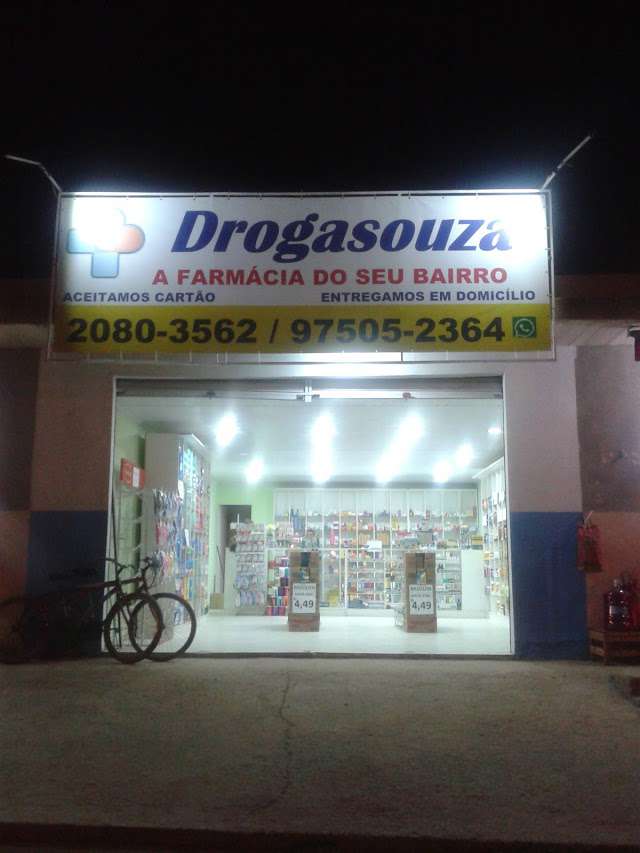 Drogasouza
A FARMÁCIA DO SEU BAIRRO
ACEITAMOS CARTÃO ENTREGAMOS EM DOMICÍLIO
2080-3562 / 97505-2364
4,49
4,49